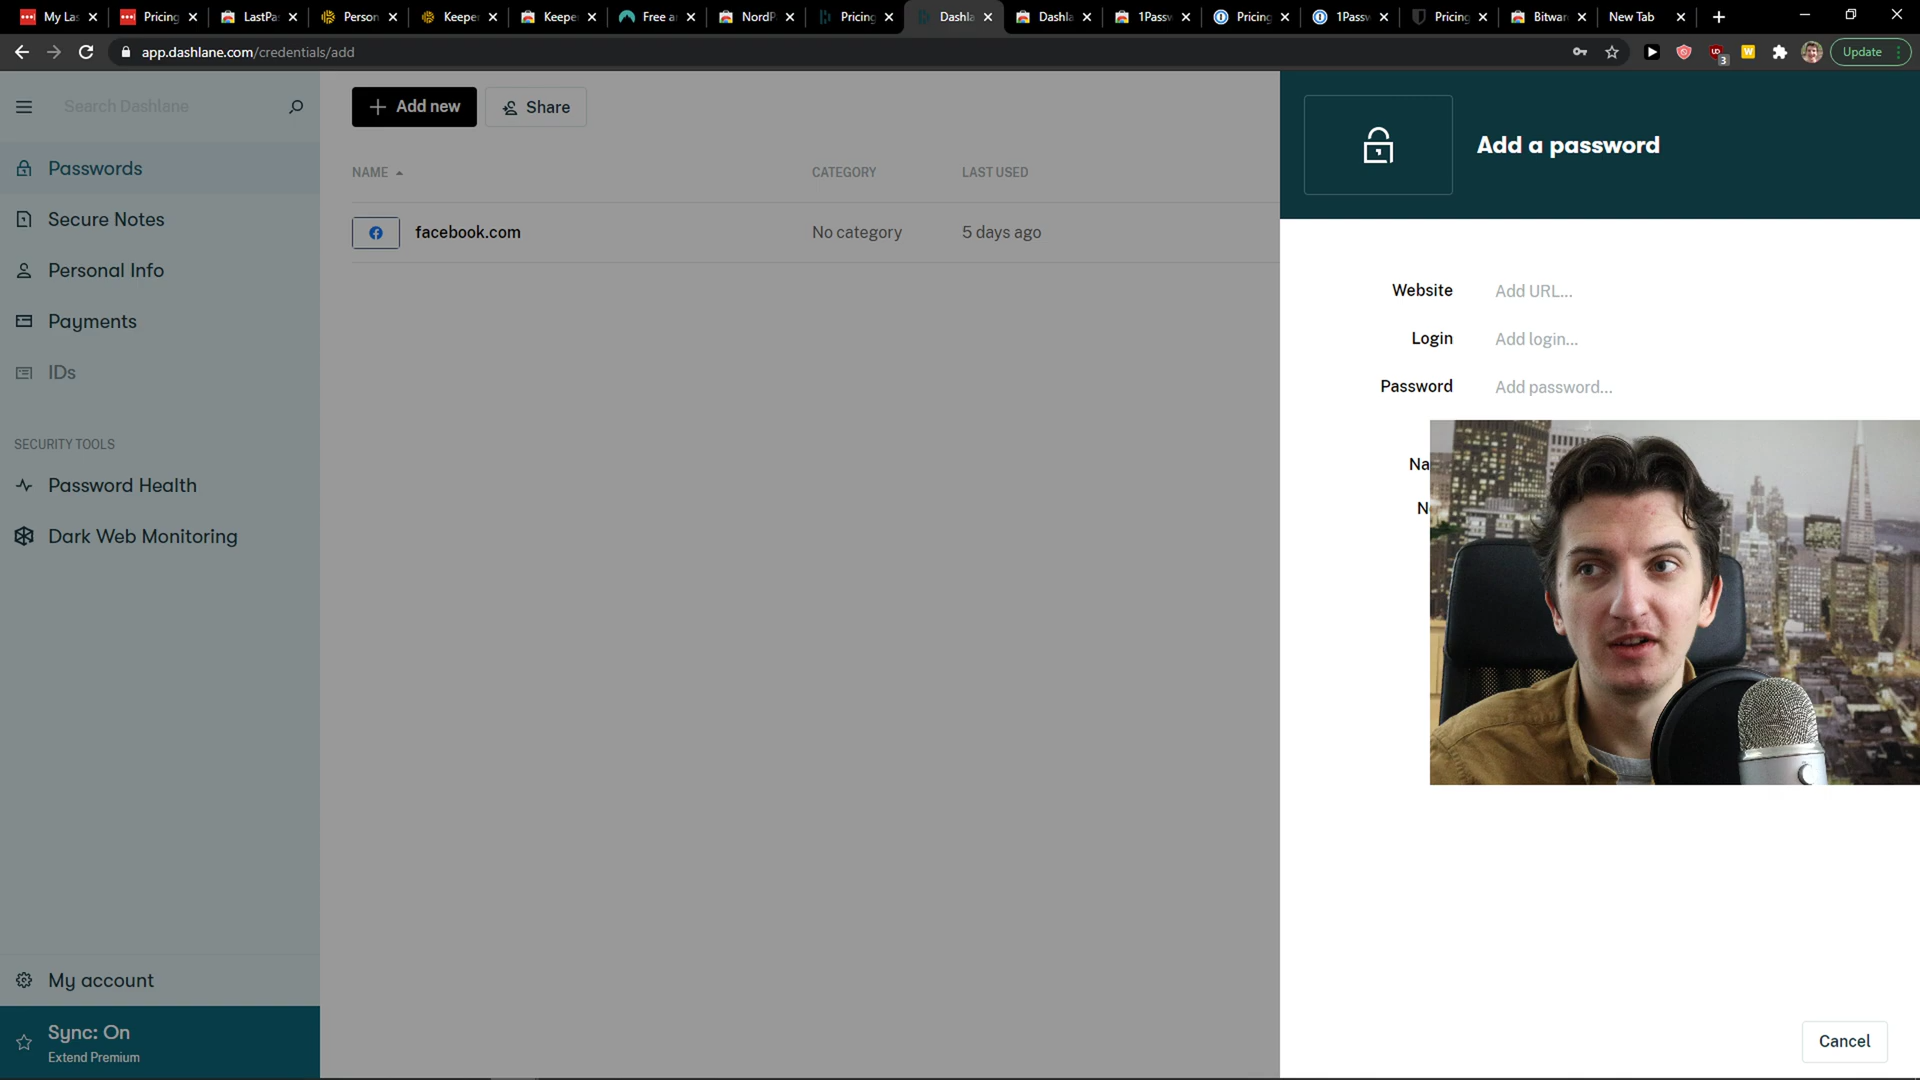 My Las
Pricing
LastPa
Person
Keeper
Keepe
Free a
NordP
Pricing
Dashla
Dashla
1Passw
Pricing
1Passw
Pricing
Bitwar
New Tab
app.dashlane.com/credentials/add
3
W
Update
Search Dashlane
Passwords
Secure Notes
Personal Info
Payments
IDs
SECURITY TOOLS
Password Health
Dark Web Monitoring
My account
Sync: On
Extend Premium
Add new
Share
NAME
CATEGORY
LAST USED
facebook.com
No category
5 days ago
Add a password
Website
Add URL...
Login
Add login...
Password
Add password...
Na
N
Cancel